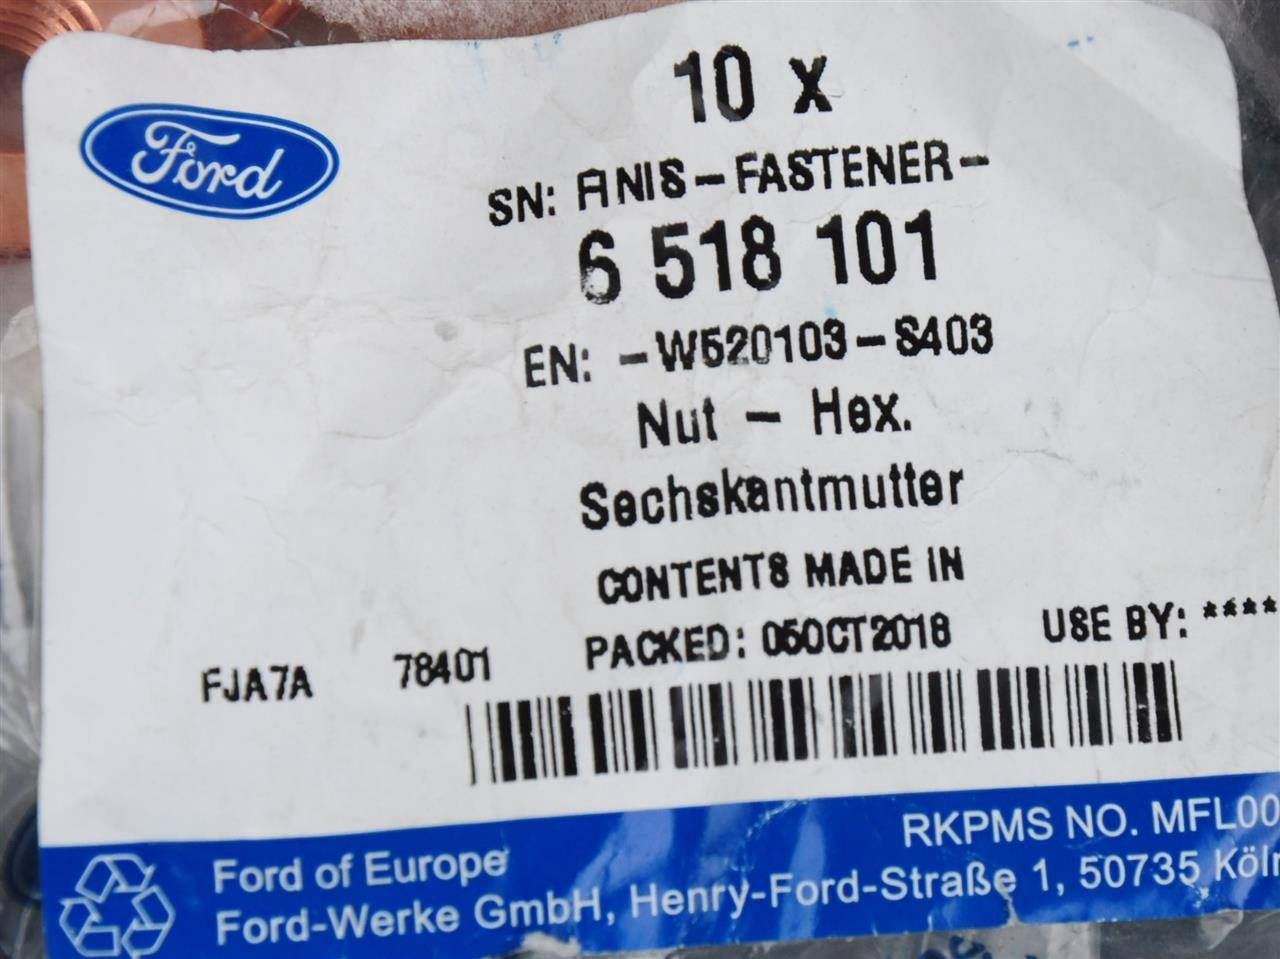 Ford
10 x
SN: FINIS-FASTENER-
6 518 101
EN: -W520103-S403
Nut - Hex.
Sechskantmutter
CONTENTS MADE IN
PACKED: 05OCT2018
USE BY: ****
FJA7A 78401
RKPMS NO. MFL00
Ford of Europe
Ford-Werke GmbH, Henry-Ford-Straße 1, 50735 Köln